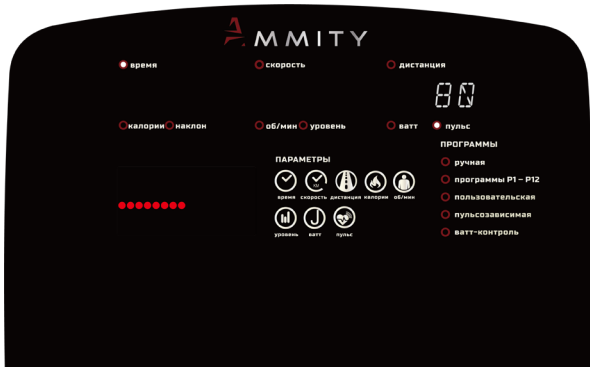 AMMITY
время скорость дистанция
80
калории наклон об/мин уровень ватт пульс
ПРОГРАММЫ
ручная
ПАРАМЕТРЫ
программы P1 – P12
время скорость дистанция калории об/мин
пользовательская
пульсозависимая
уровень ватт пульс
ватт-контроль